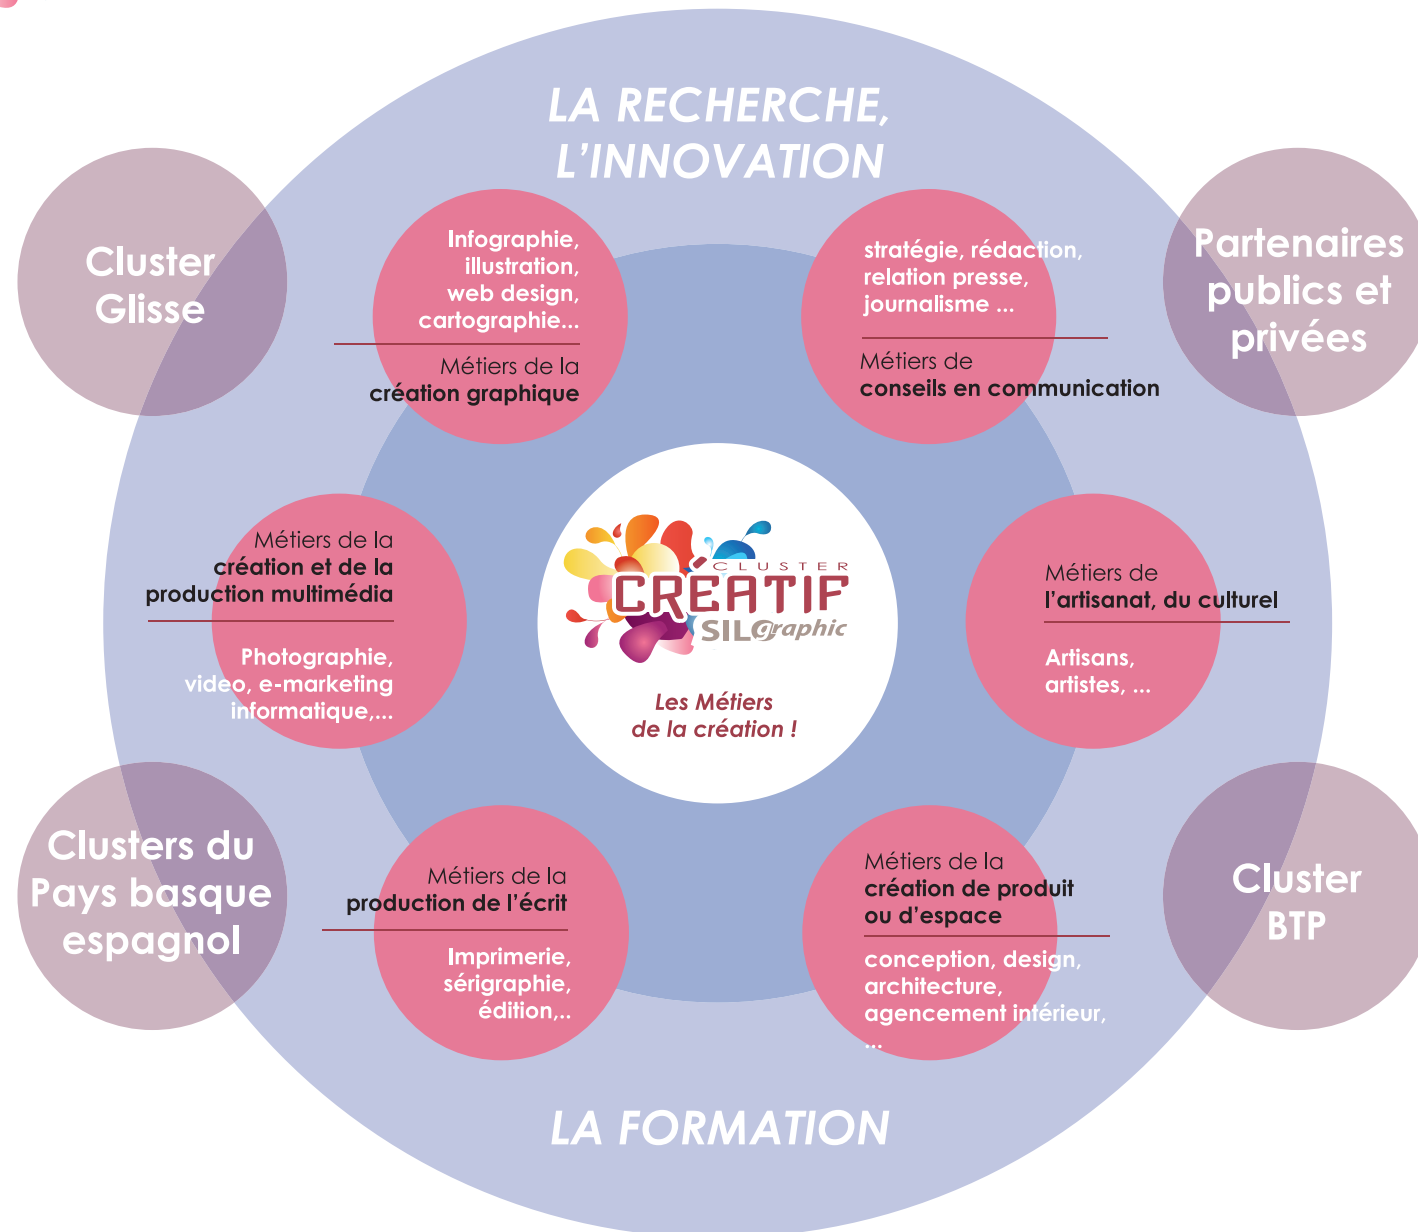 LA RECHERCHE,
L'INNOVATION
Cluster
Glisse
Infographie,
illustration,
web design,
cartographie...
Métiers de la
création graphique
stratégie, rédaction,
relation presse,
journalisme ...
Métiers de
conseils en communication
Partenaires
publics et
privées
Métiers de la
création et de la
production multimédia
Photographie,
video, e-marketing
informatique,...
CLUSTER
CRÉATIF
SILOgraphic
Les Métiers
de la création !
Métiers de
l'artisanat, du culturel
Artisans,
artistes, ...
Clusters du
Pays basque
espagnol
Métiers de la
production de l'écrit
Imprimerie,
sérigraphie,
édition,..
Métiers de la
création de produit
ou d'espace
conception, design,
architecture,
agencement intérieur,
...
Cluster
BTP
LA FORMATION